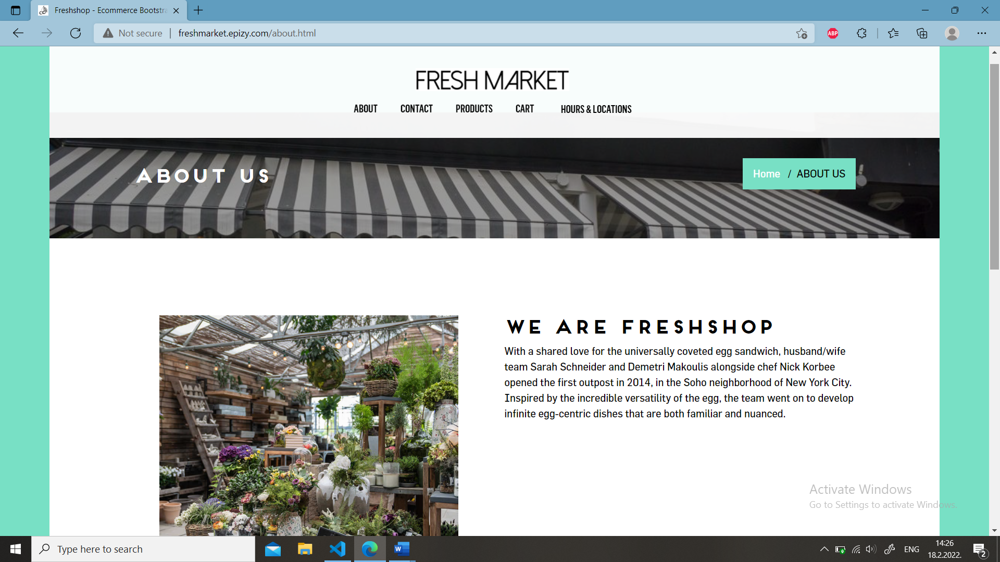 Freshshop - Ecommerce Bootstra
Not secure
freshmarket.epizy.com/about.html
ABP
FRESH MARKET
ABOUT CONTACT PRODUCTS CART HOURS & LOCATIONS
ABOUT US
Home / ABOUT US
WE ARE FRESHSHOP
With a shared love for the universally coveted egg sandwich, husband/wife
team Sarah Schneider and Demetri Makoulis alongside chef Nick Korbee
opened the first outpost in 2014, in the Soho neighborhood of New York City.
Inspired by the incredible versatility of the egg, the team went on to develop
infinite egg-centric dishes that are both familiar and nuanced.
Activate Windows
Go to Settings to activate Windows.
Type here to search
W
ENG
14:26
18.2.2022.
2